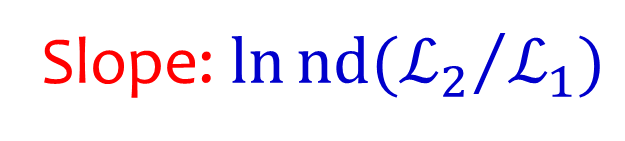 Slope: ln nd(ℒ₂/ℒ₁)